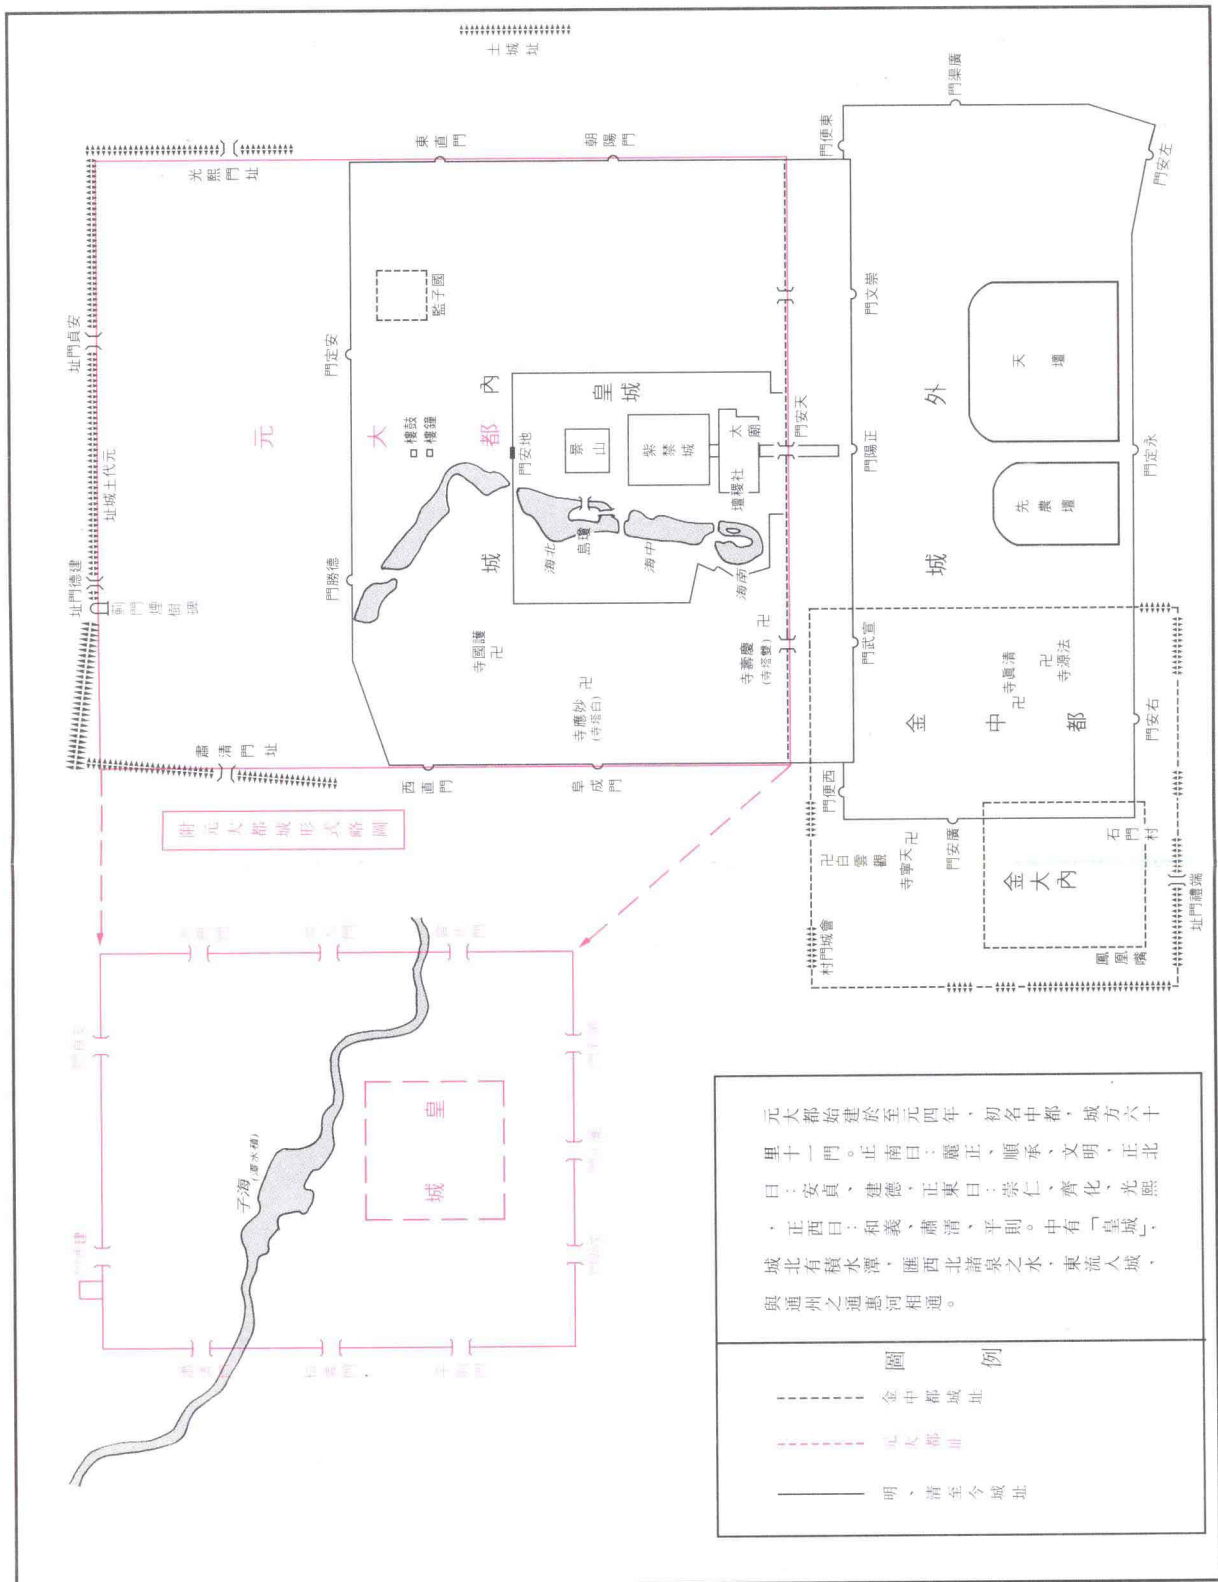 土城址
光熙門址
東直門
朝陽門
東便門
廣渠門
左安門
安貞門址
元代土城址
建德門址
薊門煙樹碑
肅清門址
元大都
國子監
安定門
德勝門
鼓樓
鐘樓
內城
地安門
皇城
景山
紫禁城
太廟
社稷壇
天安門
北海
瓊島
中海
南海
護國寺
妙應寺
(白塔寺)
慶壽寺
(雙塔寺)
西直門
阜成門
崇文門
正陽門
宣武門
外城
天壇
先農壇
永定門
右安門
西便門
廣安門
金中都
清真寺
法源寺
白雲觀
天寧寺
金大內
石門村
會城門村
鳳凰嘴
端禮門址
附元大都城形式略圖
海子(積水潭)
皇城
元大都始建於至元四年，初名中都，城方六十
里十一門。正南曰：麗正、順承、文明，正北
曰：安貞、建德，正東曰：崇仁、齊化、光熙
，正西曰：和義、肅清、平則。中有「皇城」，
城北有積水潭，匯西北諸泉之水，東流入城，
與通州之通惠河相通。
圖例
金中都城址
元大都址
明、清至今城址